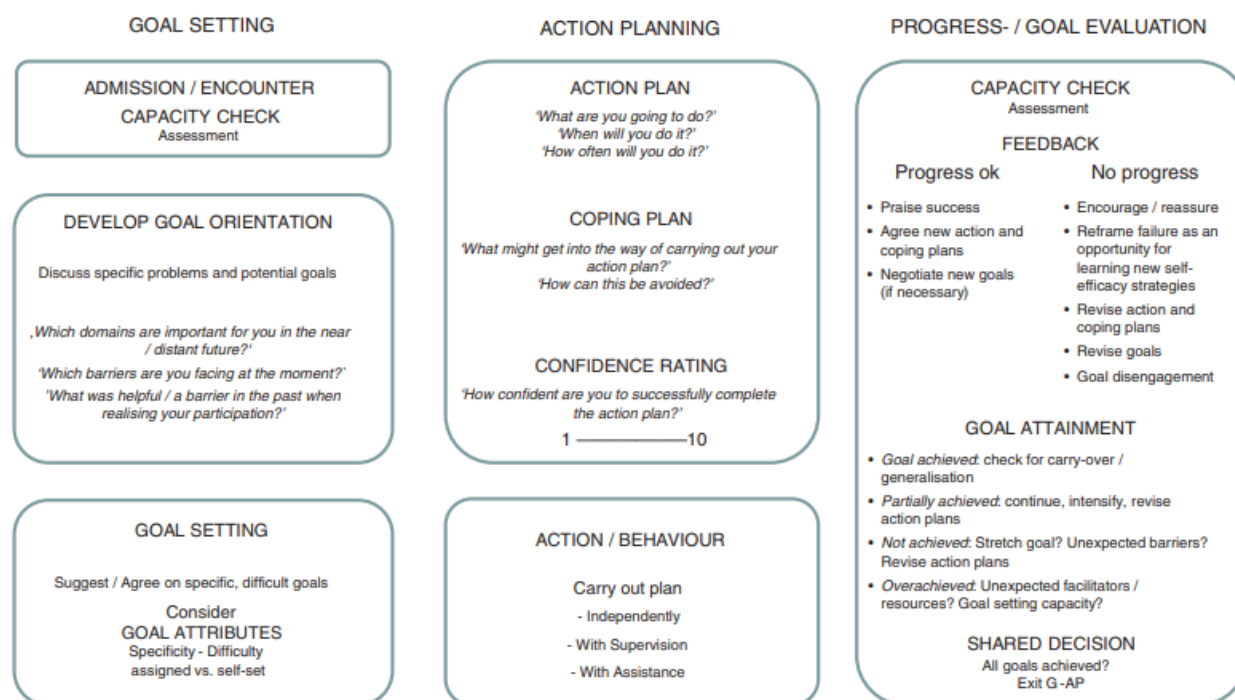 GOAL SETTING
ADMISSION / ENCOUNTER
CAPACITY CHECK
Assessment
DEVELOP GOAL ORIENTATION
Discuss specific problems and potential goals
‚Which domains are important for you in the near
/ distant future?‘
‘Which barriers are you facing at the moment?’
’What was helpful / a barrier in the past when
realising your participation?’
GOAL SETTING
Suggest / Agree on specific, difficult goals
Consider
GOAL ATTRIBUTES
Specificity - Difficulty
assigned vs. self-set
ACTION PLANNING
ACTION PLAN
‘What are you going to do?’
‘When will you do it?’
‘How often will you do it?’
COPING PLAN
‘What might get into the way of carrying out your
action plan?’
‘How can this be avoided?’
CONFIDENCE RATING
‘How confident are you to successfully complete
the action plan?’
1 ——————10
ACTION / BEHAVIOUR
Carry out plan
- Independently
- With Supervision
- With Assistance
PROGRESS- / GOAL EVALUATION
CAPACITY CHECK
Assessment
FEEDBACK
Progress ok
• Praise success
• Agree new action and
coping plans
• Negotiate new goals
(if necessary)
No progress
• Encourage / reassure
• Reframe failure as an
opportunity for
learning new self-
efficacy strategies
• Revise action and
coping plans
• Revise goals
• Goal disengagement
GOAL ATTAINMENT
• Goal achieved: check for carry-over /
generalisation
• Partially achieved: continue, intensify, revise
action plans
• Not achieved: Stretch goal? Unexpected barriers?
Revise action plans
• Overachieved: Unexpected facilitators /
resources? Goal setting capacity?
SHARED DECISION
All goals achieved?
Exit G -AP